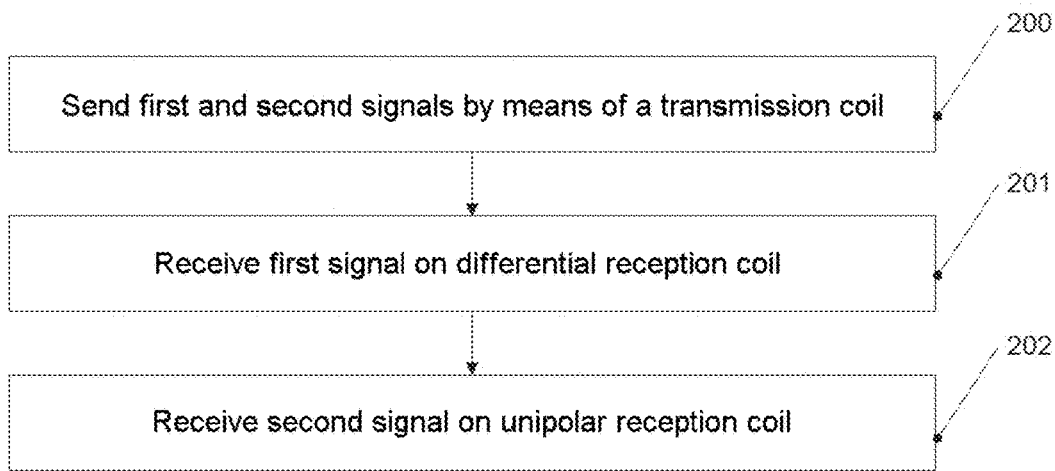 200
Send first and second signals by means of a transmission coil
201
Receive first signal on differential reception coil
202
Receive second signal on unipolar reception coil